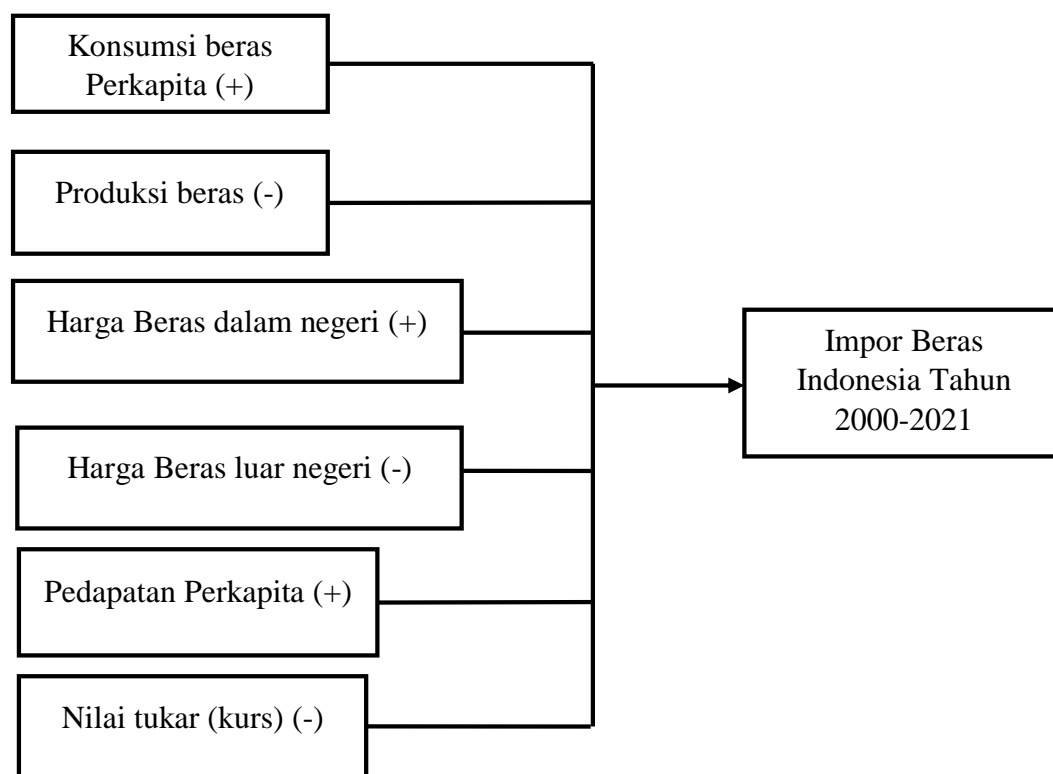 Konsumsi beras
Perkapita (+)
Produksi beras (-)
Harga Beras dalam negeri (+)
Harga Beras luar negeri (-)
Pedapatan Perkapita (+)
Nilai tukar (kurs) (-)
Impor Beras
Indonesia Tahun
2000-2021